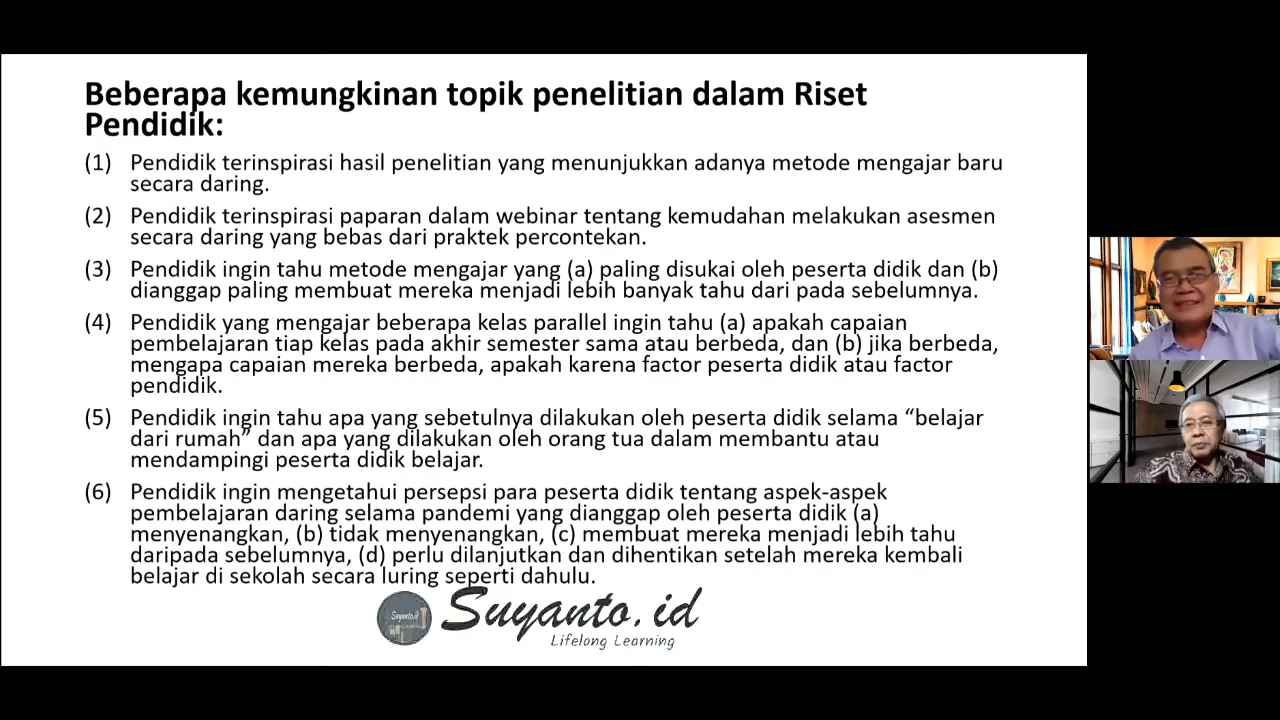 Beberapa kemungkinan topik penelitian dalam Riset
Pendidik:
(1) Pendidik terinspirasi hasil penelitian yang menunjukkan adanya metode mengajar baru
secara daring.
(2) Pendidik terinspirasi paparan dalam webinar tentang kemudahan melakukan asesmen
secara daring yang bebas dari praktek percontekan.
(3) Pendidik ingin tahu metode mengajar yang (a) paling disukai oleh peserta didik dan (b)
dianggap paling membuat mereka menjadi lebih banyak tahu dari pada sebelumnya.
(4) Pendidik yang mengajar beberapa kelas parallel ingin tahu (a) apakah capaian
pembelajaran tiap kelas pada akhir semester sama atau berbeda, dan (b) jika berbeda,
mengapa capaian mereka berbeda, apakah karena factor peserta didik atau factor
pendidik.
(5) Pendidik ingin tahu apa yang sebetulnya dilakukan oleh peserta didik selama “belajar
dari rumah” dan apa yang dilakukan oleh orang tua dalam membantu atau
mendampingi peserta didik belajar.
(6) Pendidik ingin mengetahui persepsi para peserta didik tentang aspek-aspek
pembelajaran daring selama pandemi yang dianggap oleh peserta didik (a)
menyenangkan, (b) tidak menyenangkan, (c) membuat mereka menjadi lebih tahu
daripada sebelumnya, (d) perlu dilanjutkan dan dihentikan setelah mereka kembali
belajar di sekolah secara luring seperti dahulu.
Suyanto.id
Suyanto.id
Lifelong Learning